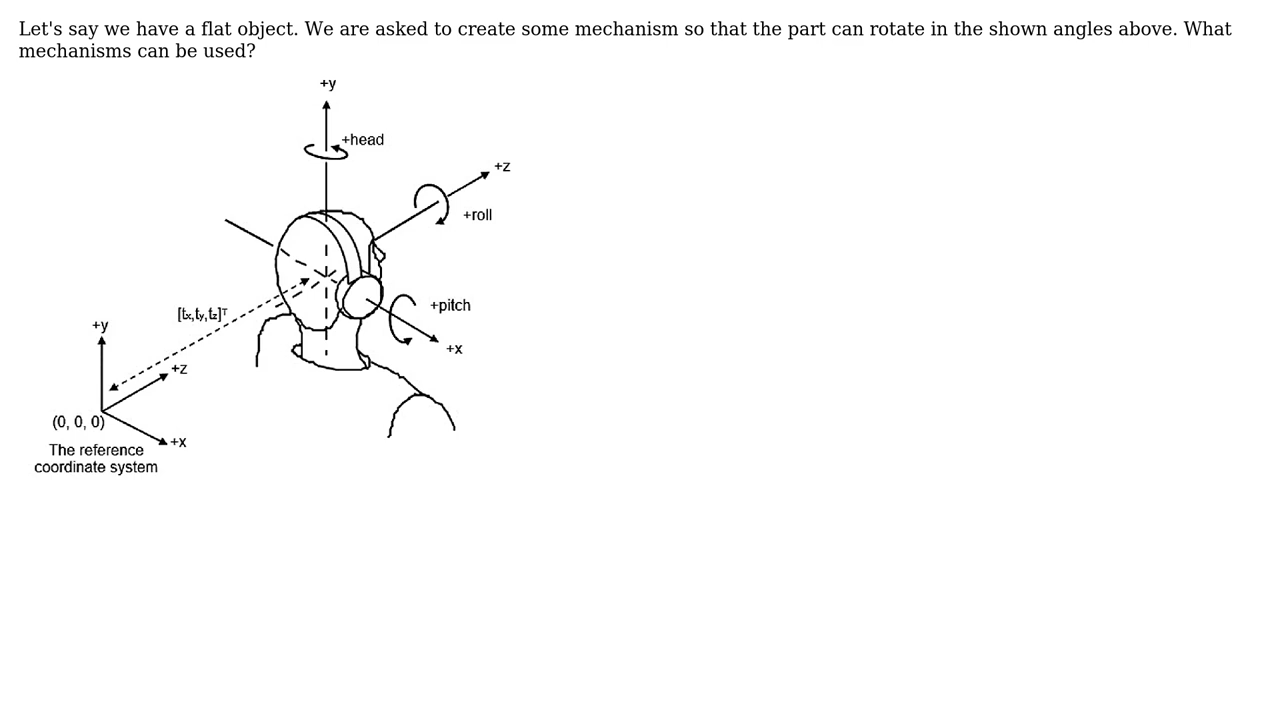 Let's say we have a flat object. We are asked to create some mechanism so that the part can rotate in the shown angles above. What
mechanisms can be used?
+y
+head
+z
+roll
+pitch
+x
[tx,ty,tz]T
+y
+z
(0, 0, 0)
+x
The reference
coordinate system